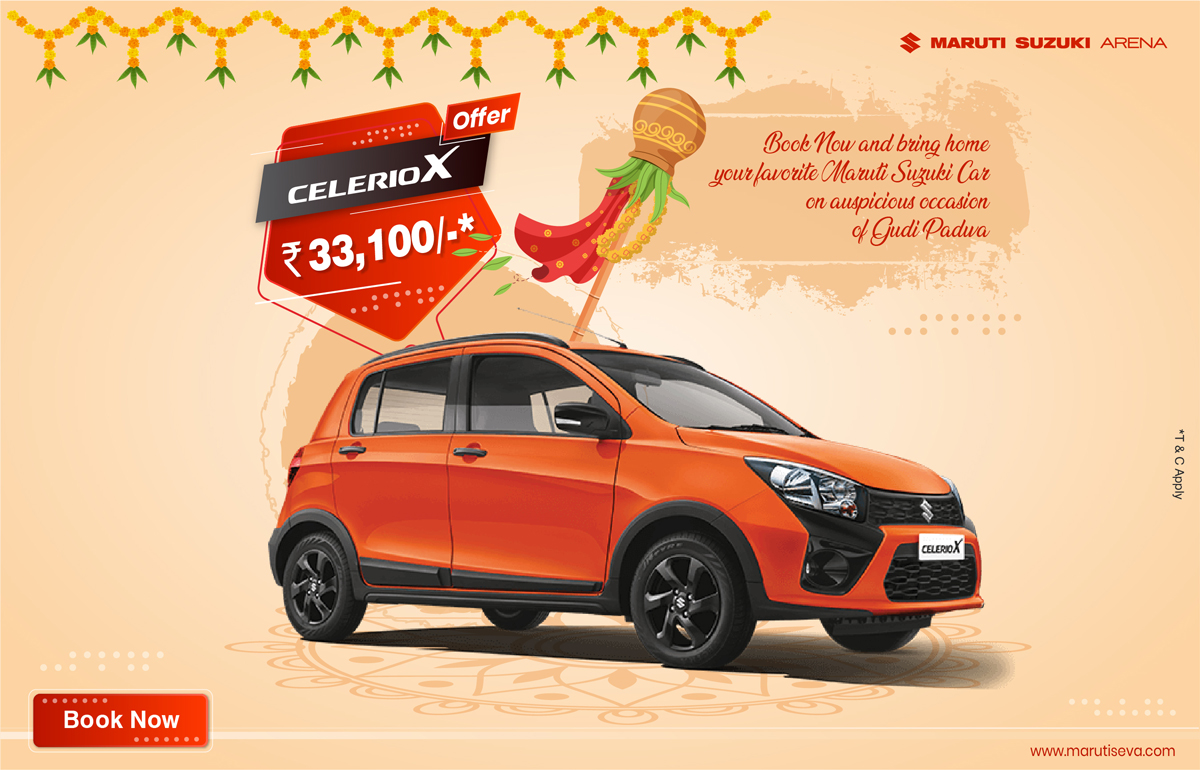 MARUTI SUZUKI ARENA
Offer
CELERIO X
₹ 33,100/-*
Book Now and bring home
your favorite Maruti Suzuki Car
on auspicious occasion
of Gudi Padwa
*T & C Apply
CELERIO X
Book Now
www.marutiseva.com